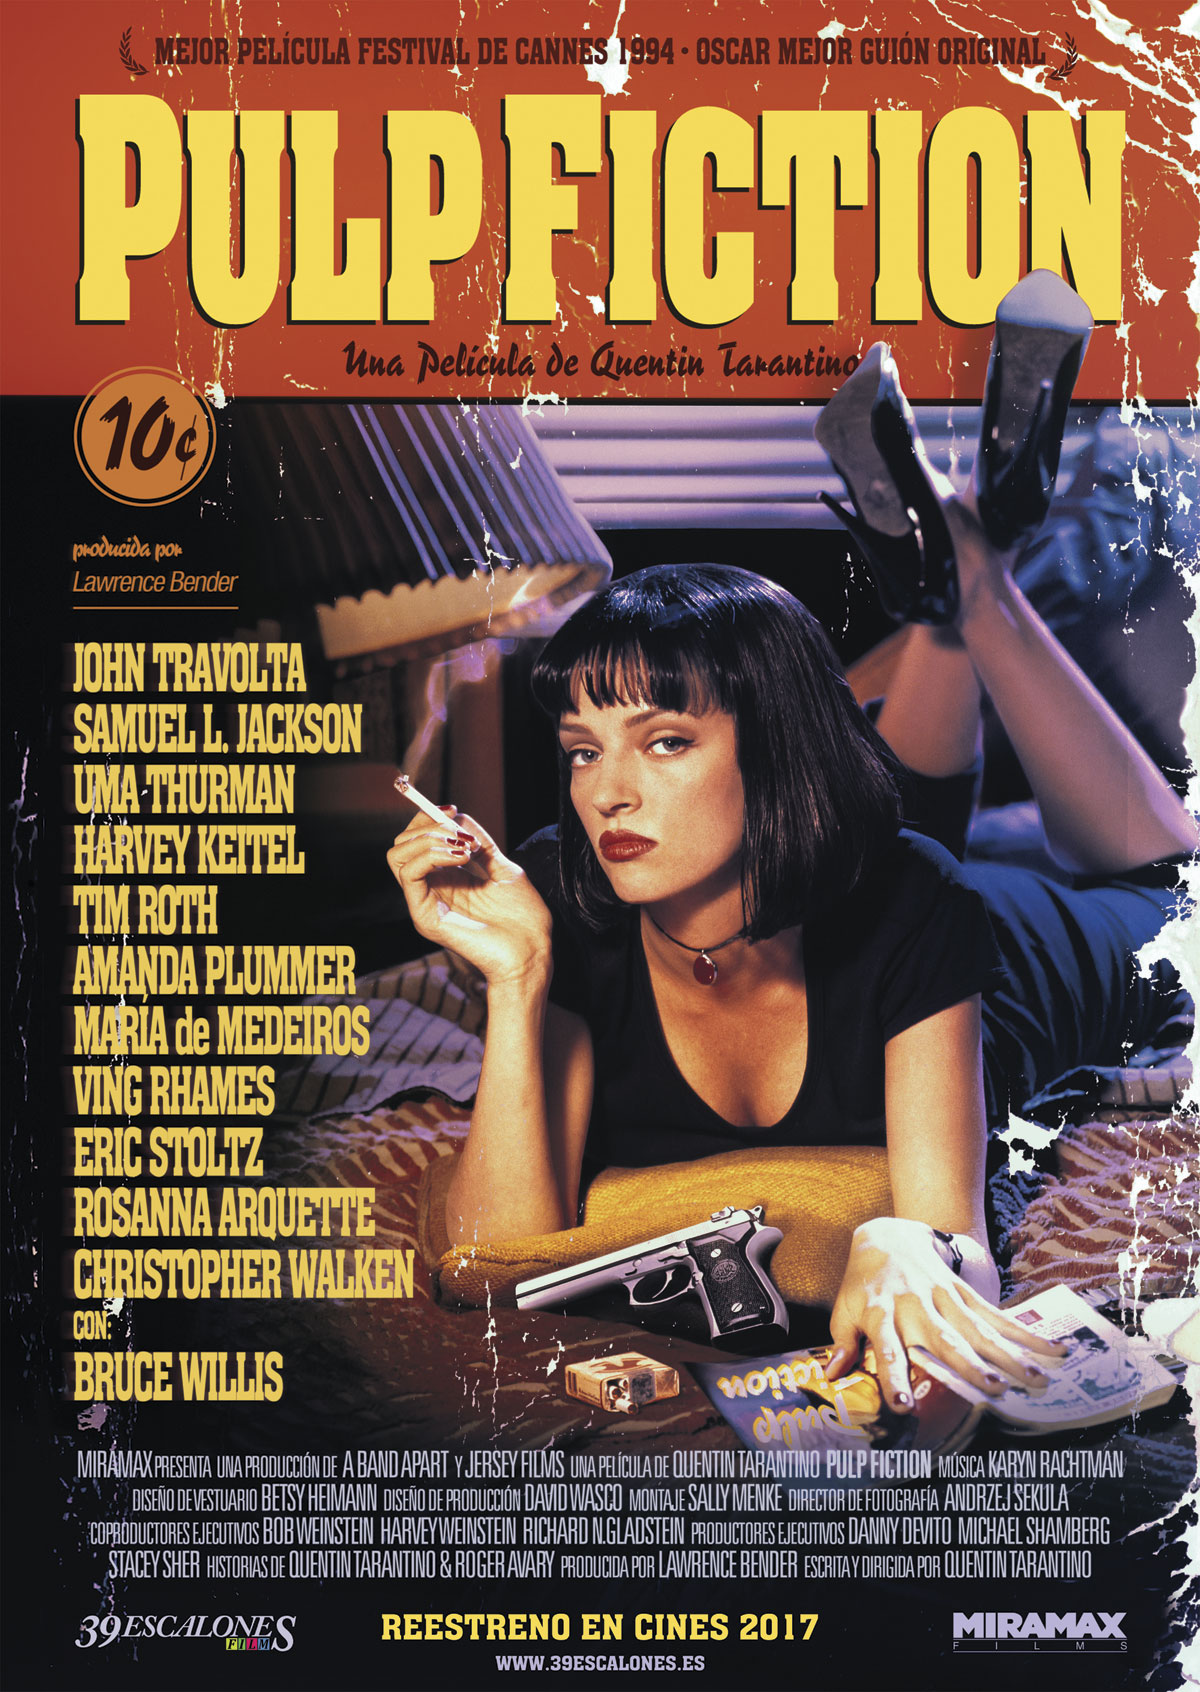 MEJOR PELÍCULA FESTIVAL DE CANNES 1994 · OSCAR MEJOR GUIÓN ORIGINAL
PULP FICTION
Una Película de Quentin Tarantino
10¢
producida por
Lawrence Bender
JOHN TRAVOLTA
SAMUEL L. JACKSON
UMA THURMAN
HARVEY KEITEL
TIM ROTH
AMANDA PLUMMER
MARÍA de MEDEIROS
VING RHAMES
ERIC STOLTZ
ROSANNA ARQUETTE
CHRISTOPHER WALKEN
CON:
BRUCE WILLIS
Pulp
Fiction
MIRAMAX PRESENTA UNA PRODUCCIÓN DE A BAND APART Y JERSEY FILMS UNA PELÍCULA DE QUENTIN TARANTINO PULP FICTION MÚSICA KARYN RACHTMAN
DISEÑO DE VESTUARIO BETSY HEIMANN DISEÑO DE PRODUCCIÓN DAVID WASCO MONTAJE SALLY MENKE DIRECTOR DE FOTOGRAFÍA ANDRZEJ SEKULA
COPRODUCTORES EJECUTIVOS BOB WEINSTEIN HARVEY WEINSTEIN RICHARD N. GLADSTEIN PRODUCTORES EJECUTIVOS DANNY DEVITO MICHAEL SHAMBERG
STACEY SHER HISTORIAS DE QUENTIN TARANTINO & ROGER AVARY PRODUCIDA POR LAWRENCE BENDER ESCRITA Y DIRIGIDA POR QUENTIN TARANTINO
39ESCALONES FILMS
REESTRENO EN CINES 2017
WWW.39ESCALONES.ES
MIRAMAX
FILMS